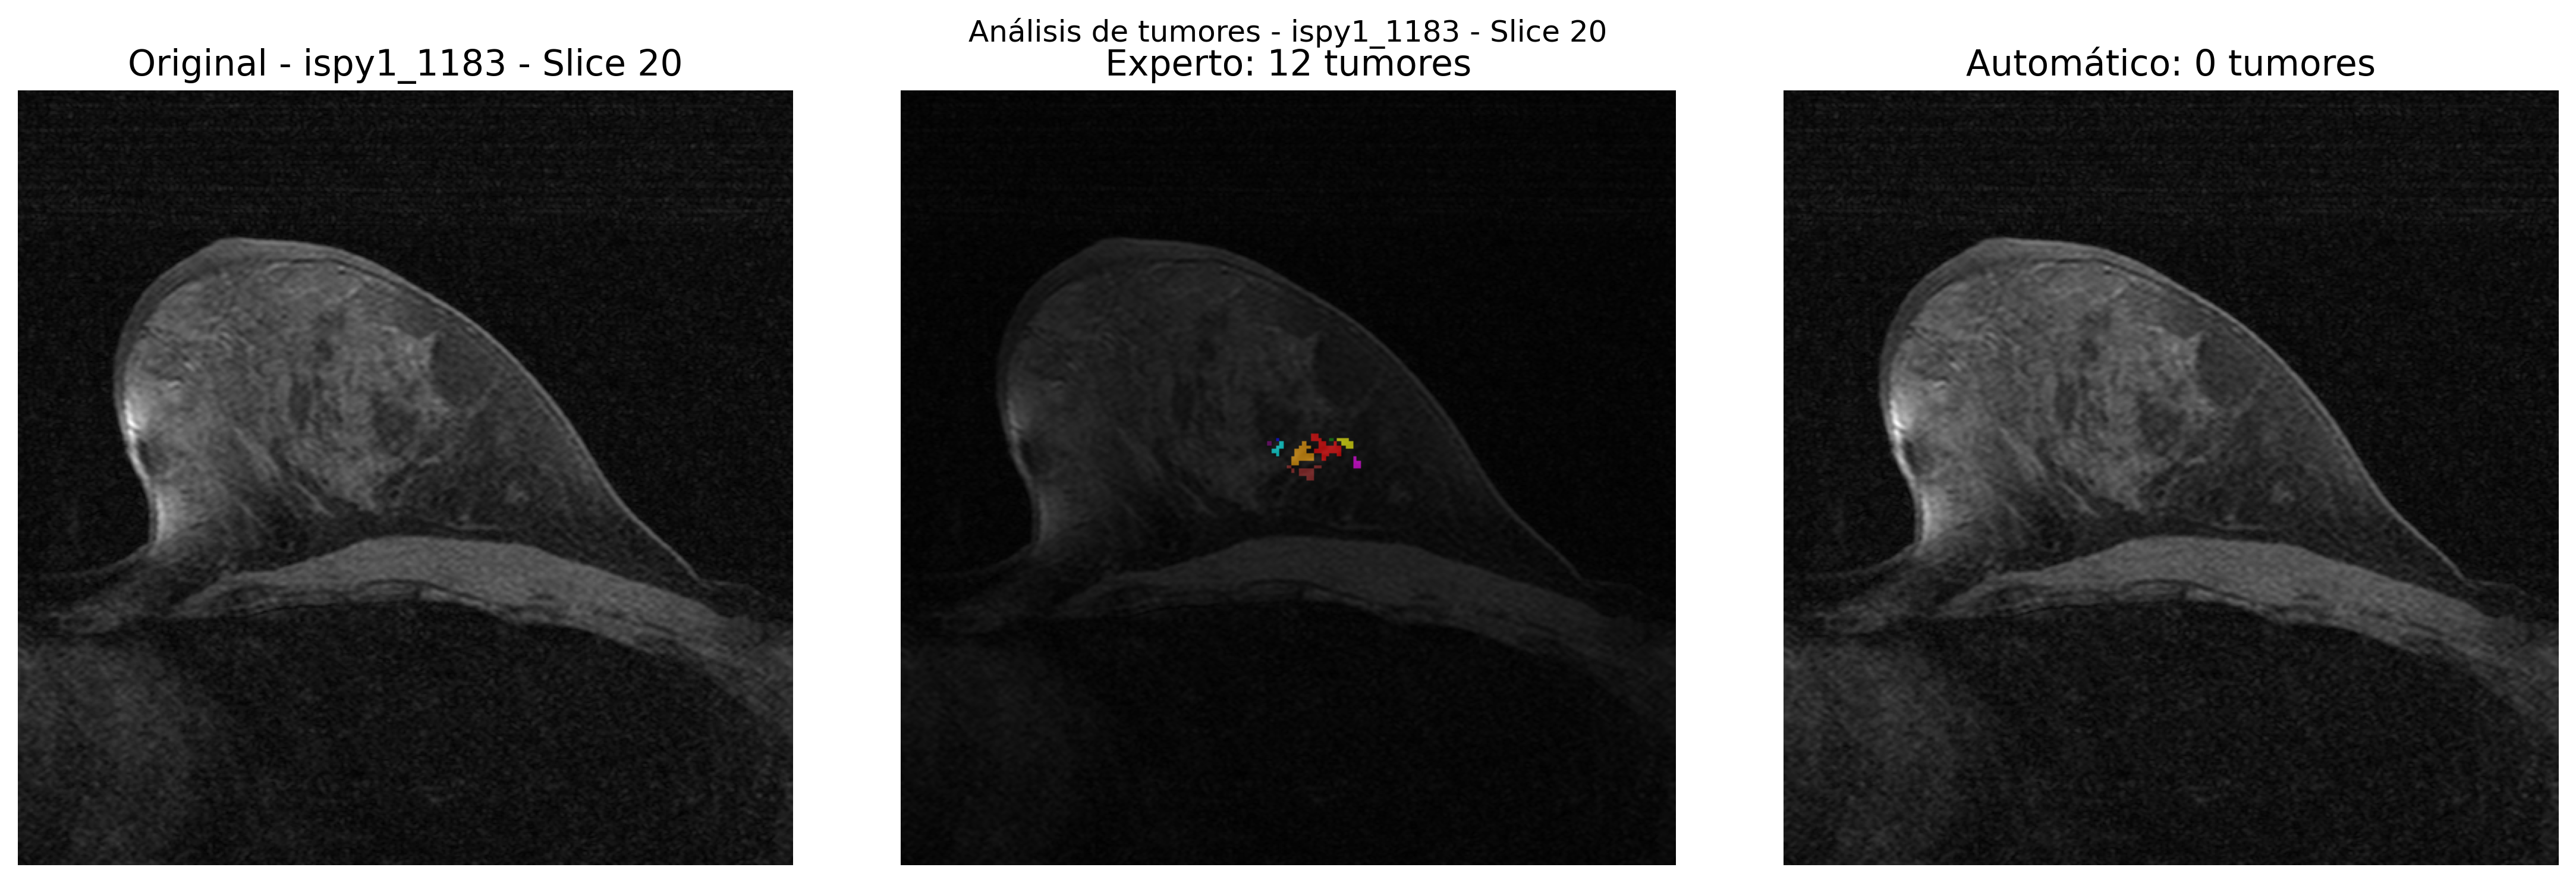 Análisis de tumores - ispy1_1183 - Slice 20
Original - ispy1_1183 - Slice 20
Experto: 12 tumores
Automático: 0 tumores